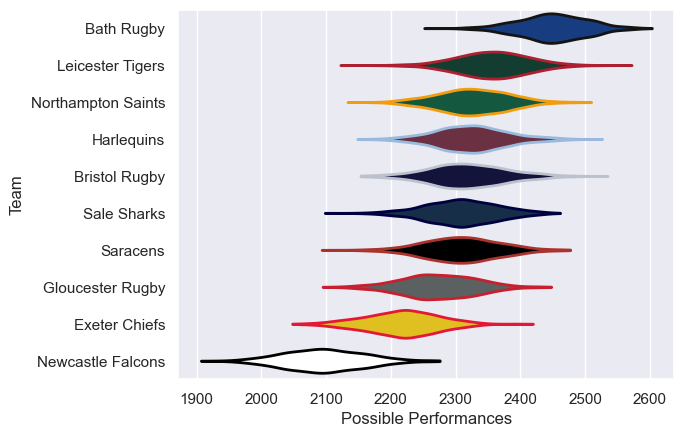 Bath Rugby
Leicester Tigers
Northampton Saints
Harlequins
Bristol Rugby
Sale Sharks
Saracens
Gloucester Rugby
Exeter Chiefs
Newcastle Falcons
Team
1900 2000 2100 2200 2300 2400 2500 2600
Possible Performances